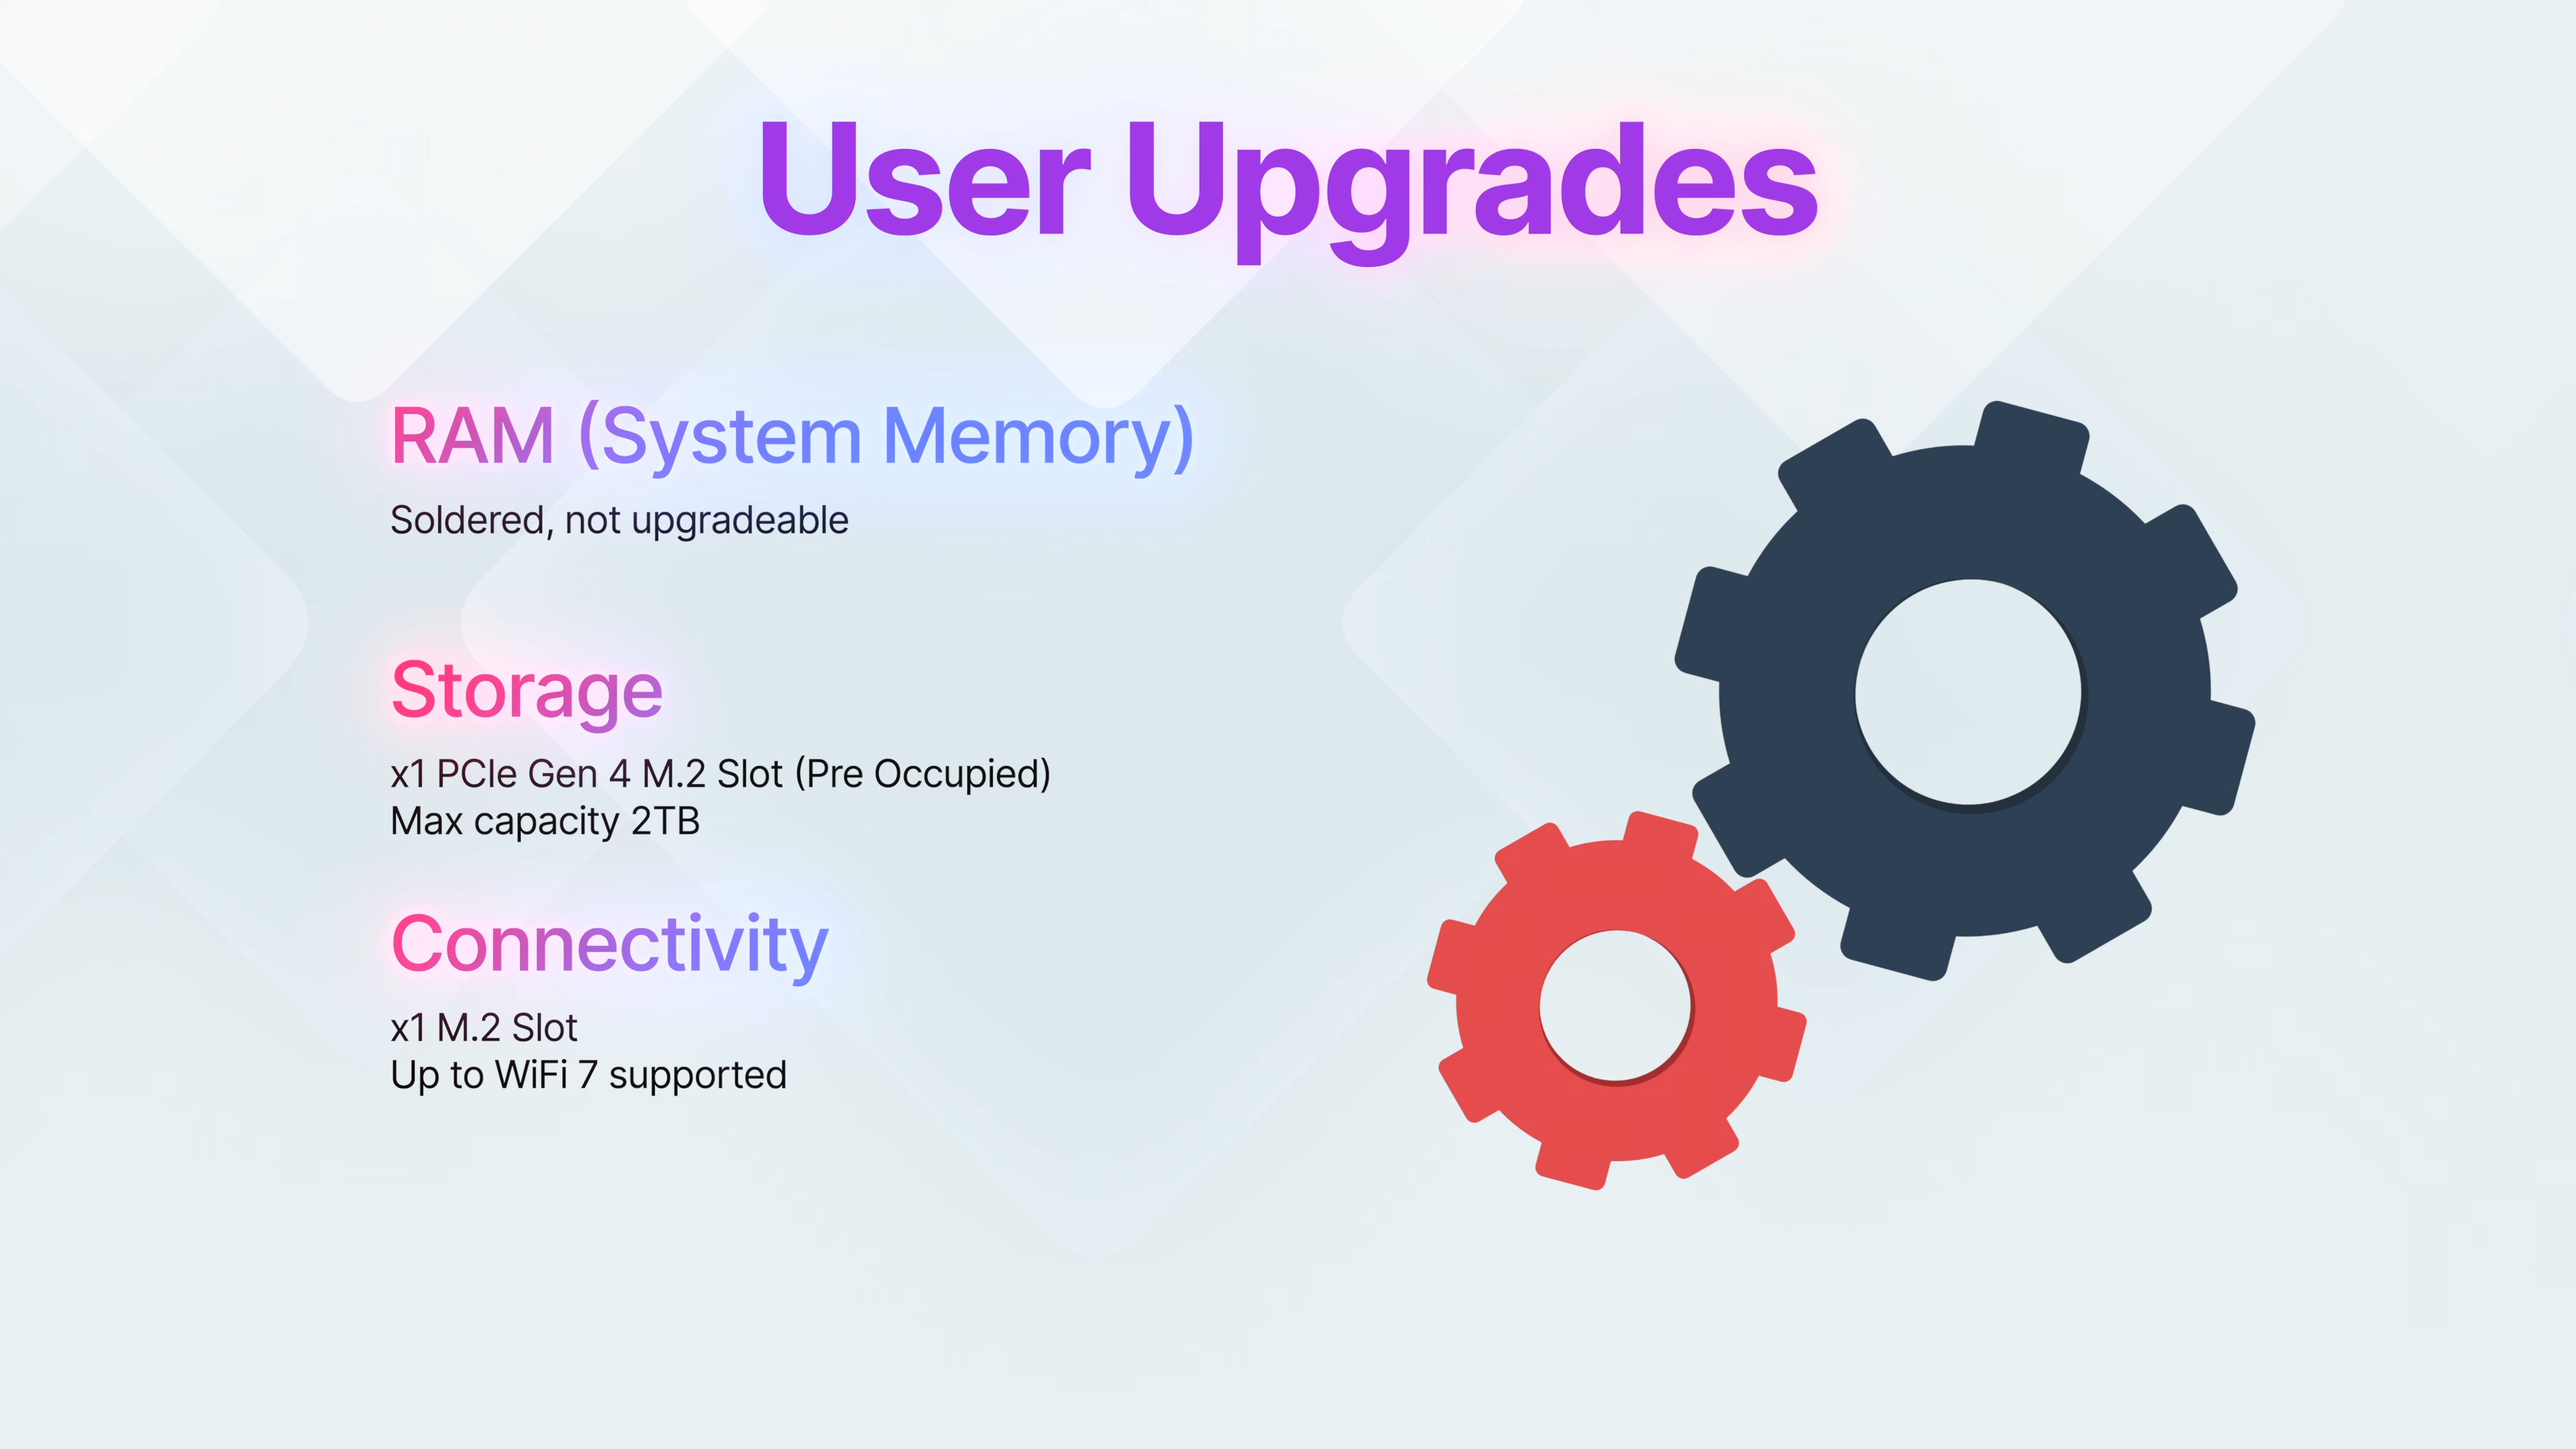 User Upgrades
RAM (System Memory)
Soldered, not upgradeable
Storage
x1 PCIe Gen 4 M.2 Slot (Pre Occupied)
Max capacity 2TB
Connectivity
x1 M.2 Slot
Up to WiFi 7 supported